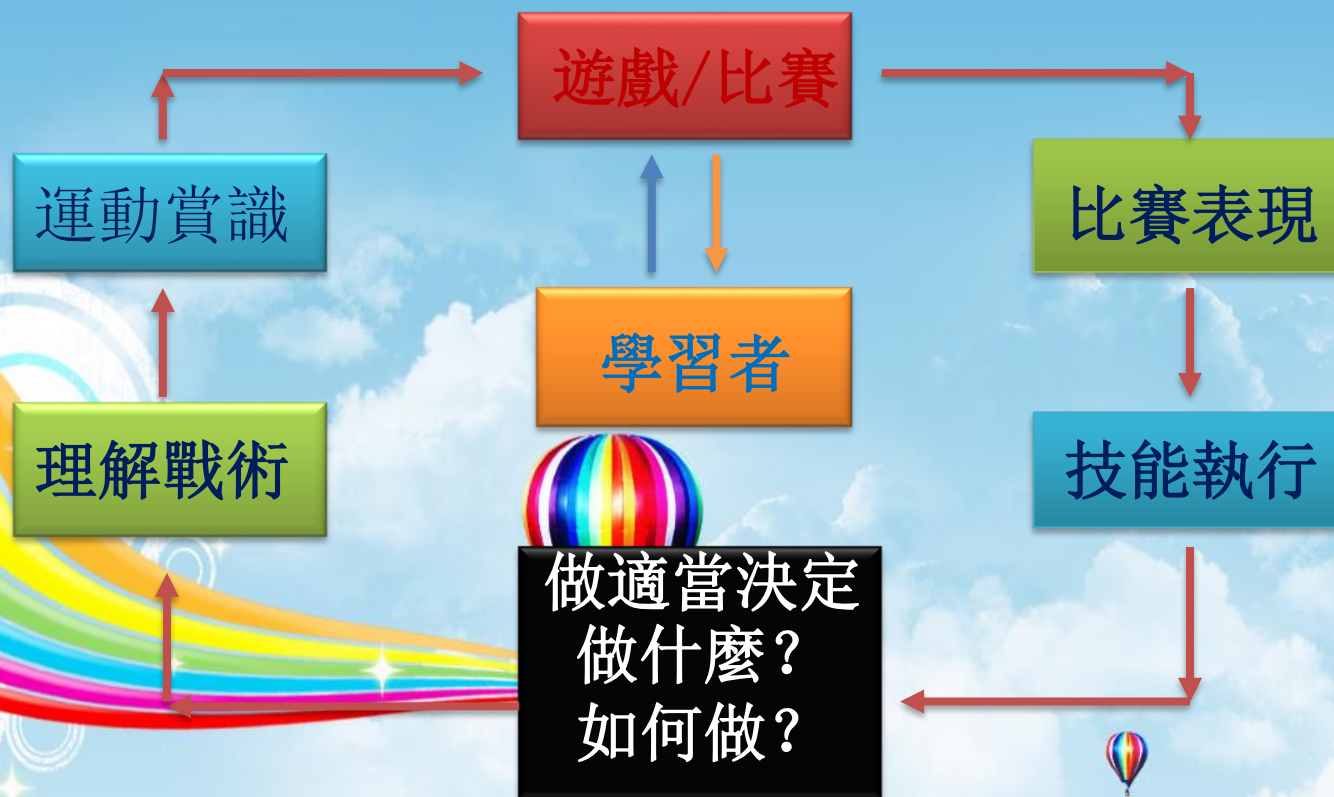 遊戲/比賽
運動賞識
比賽表現
學習者
理解戰術
技能執行
做適當決定
做什麼？
如何做？